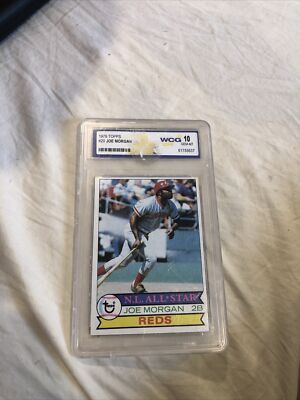 1979 TOPPS
#20 JOE MORGAN
WCG 10
GEM-MT
N.L. ALL★STAR
JOE MORGAN 2B
REDS